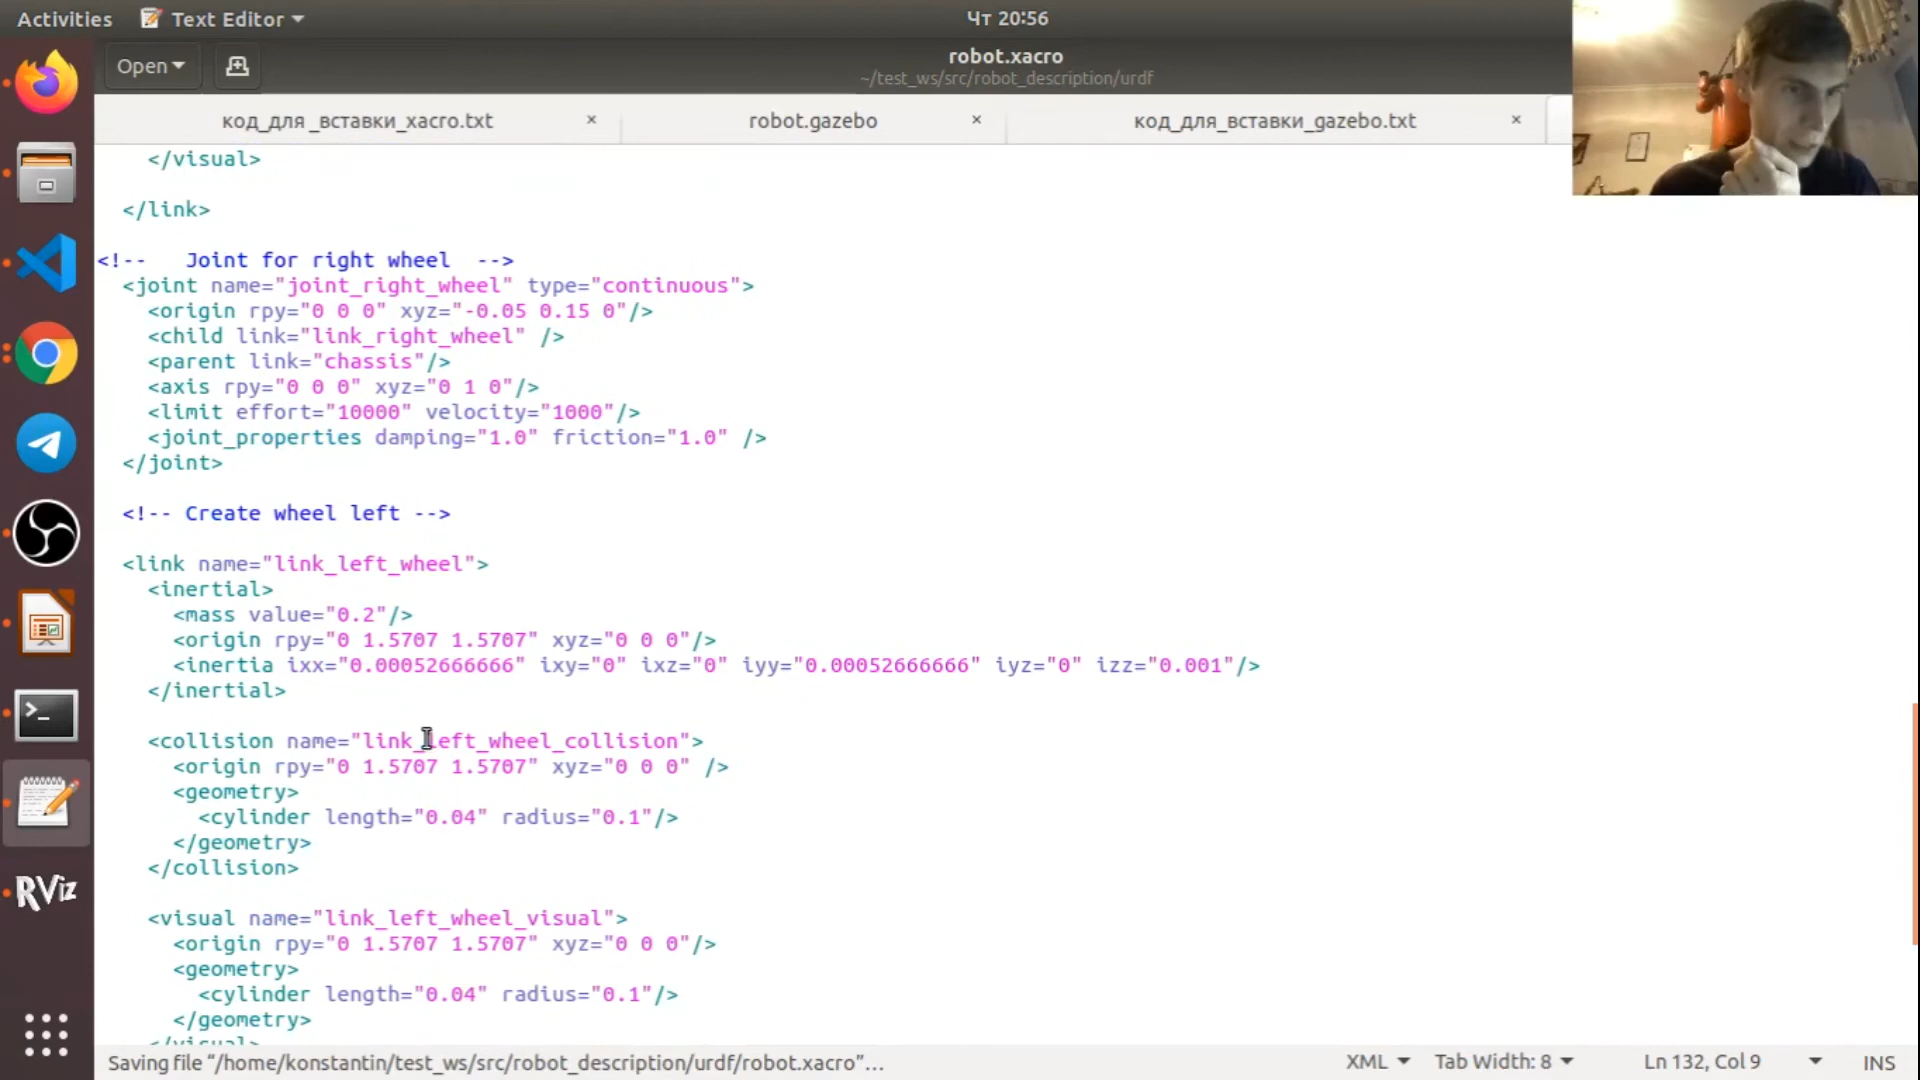 Activities Text Editor Чт 20:56
Open robot.xacro
~/test_ws/src/robot_description/urdf
код_для _вставки_xacro.txt × robot.gazebo × код_для_вставки_gazebo.txt ×
</visual>
</link>
<!--   Joint for right wheel  -->
<joint name="joint_right_wheel" type="continuous">
<origin rpy="0 0 0" xyz="-0.05 0.15 0"/>
<child link="link_right_wheel" />
<parent link="chassis"/>
<axis rpy="0 0 0" xyz="0 1 0"/>
<limit effort="10000" velocity="1000"/>
<joint_properties damping="1.0" friction="1.0" />
</joint>
<!-- Create wheel left -->
<link name="link_left_wheel">
<inertial>
<mass value="0.2"/>
<origin rpy="0 1.5707 1.5707" xyz="0 0 0"/>
<inertia ixx="0.00052666666" ixy="0" ixz="0" iyy="0.00052666666" iyz="0" izz="0.001"/>
</inertial>
<collision name="link_left_wheel_collision">
<origin rpy="0 1.5707 1.5707" xyz="0 0 0" />
<geometry>
<cylinder length="0.04" radius="0.1"/>
</geometry>
</collision>
<visual name="link_left_wheel_visual">
<origin rpy="0 1.5707 1.5707" xyz="0 0 0"/>
<geometry>
<cylinder length="0.04" radius="0.1"/>
</geometry>
</visual>
RViz
Saving file "/home/konstantin/test_ws/src/robot_description/urdf/robot.xacro"… XML Tab Width: 8 Ln 132, Col 9 INS